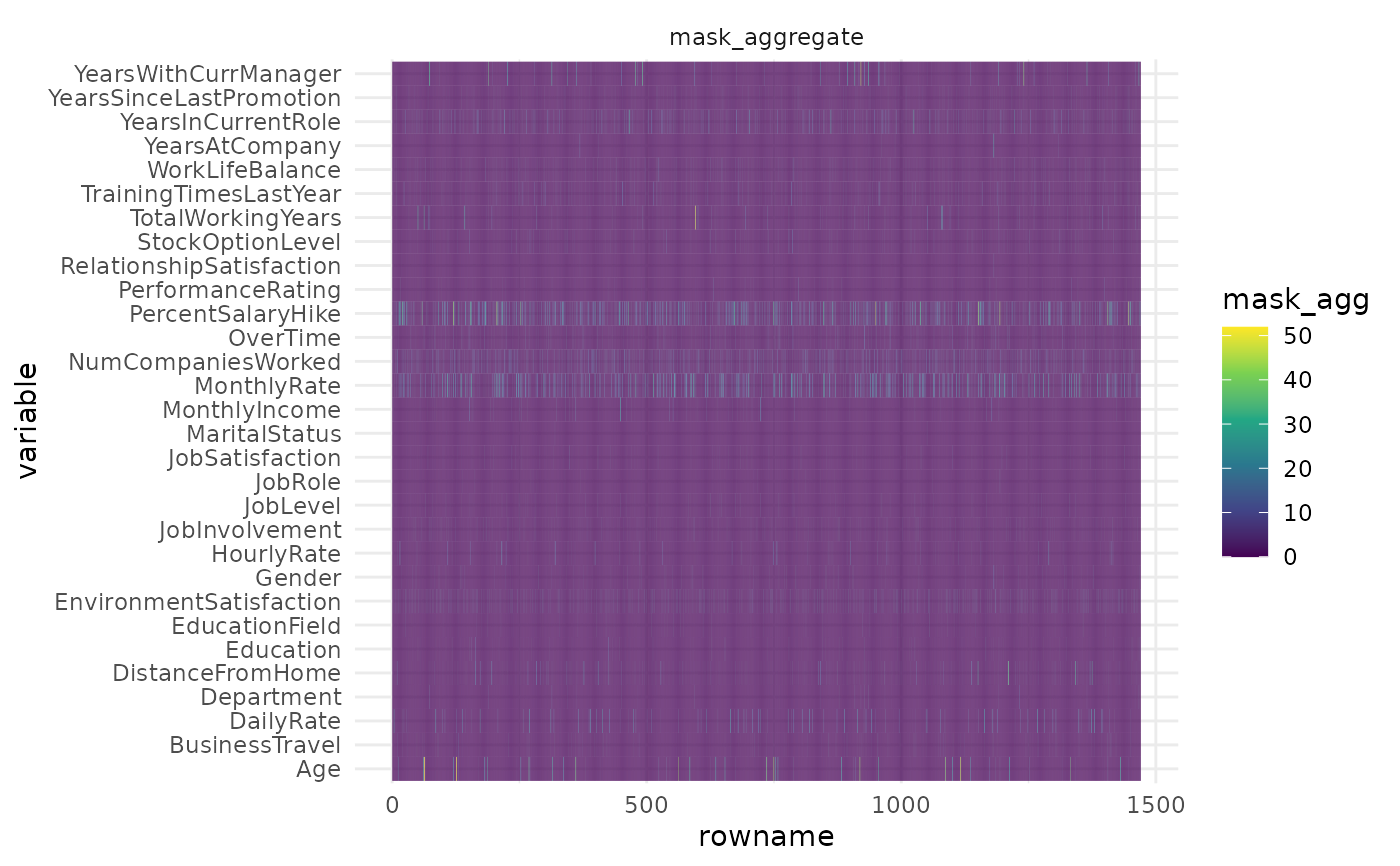 mask_aggregate
YearsWithCurrManager
YearsSinceLastPromotion
YearsInCurrentRole
YearsAtCompany
WorkLifeBalance
TrainingTimesLastYear
TotalWorkingYears
StockOptionLevel
RelationshipSatisfaction
PerformanceRating
PercentSalaryHike
OverTime
NumCompaniesWorked
MonthlyRate
MonthlyIncome
MaritalStatus
JobSatisfaction
JobRole
JobLevel
JobInvolvement
HourlyRate
Gender
EnvironmentSatisfaction
EducationField
Education
DistanceFromHome
Department
DailyRate
BusinessTravel
Age
variable
0 500 1000 1500
rowname
mask_agg
50
40
30
20
10
0